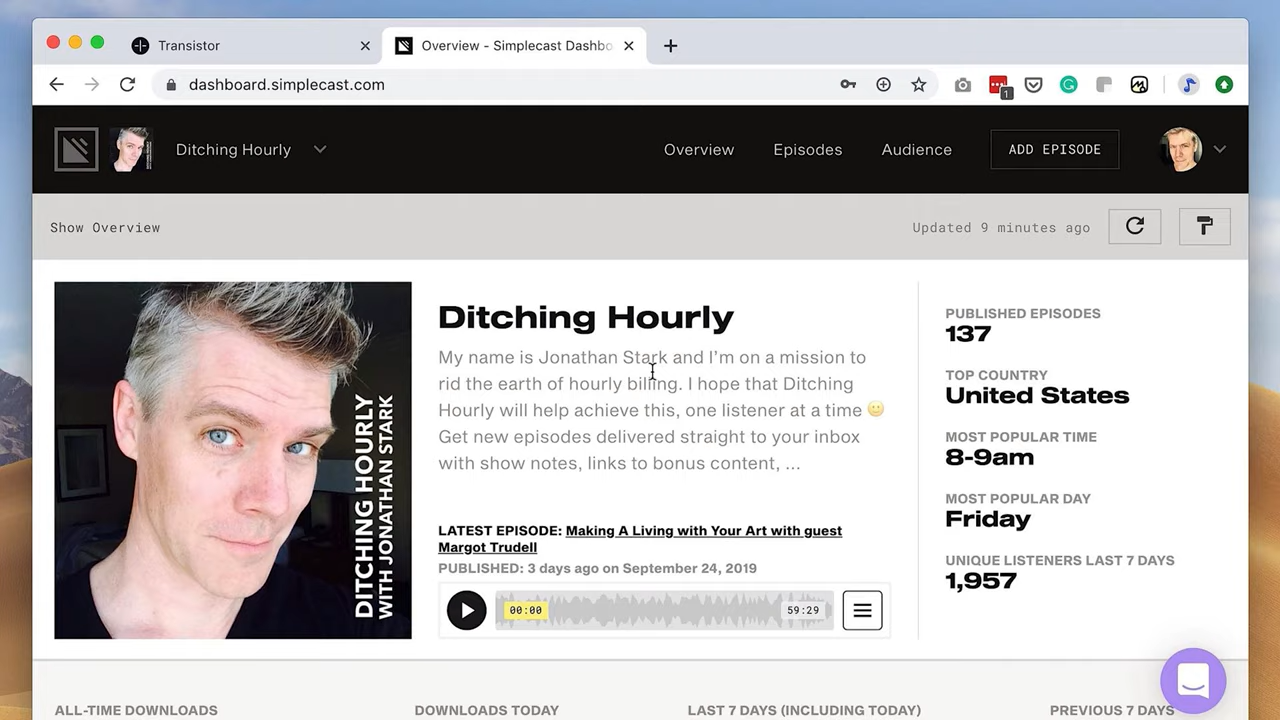 Transistor
Overview - Simplecast Dashbo
dashboard.simplecast.com
1
Ditching Hourly
Overview
Episodes
Audience
ADD EPISODE
Show Overview
Updated 9 minutes ago
DITCHING HOURLY
WITH JONATHAN STARK
Ditching Hourly
My name is Jonathan Stark and I'm on a mission to
rid the earth of hourly billing. I hope that Ditching
Hourly will help achieve this, one listener at a time 🙂
Get new episodes delivered straight to your inbox
with show notes, links to bonus content, ...
LATEST EPISODE: Making A Living with Your Art with guest
Margot Trudell
PUBLISHED: 3 days ago on September 24, 2019
00:00
59:29
PUBLISHED EPISODES
137
TOP COUNTRY
United States
MOST POPULAR TIME
8-9am
MOST POPULAR DAY
Friday
UNIQUE LISTENERS LAST 7 DAYS
1,957
ALL-TIME DOWNLOADS
DOWNLOADS TODAY
LAST 7 DAYS (INCLUDING TODAY)
PREVIOUS 7 DAYS